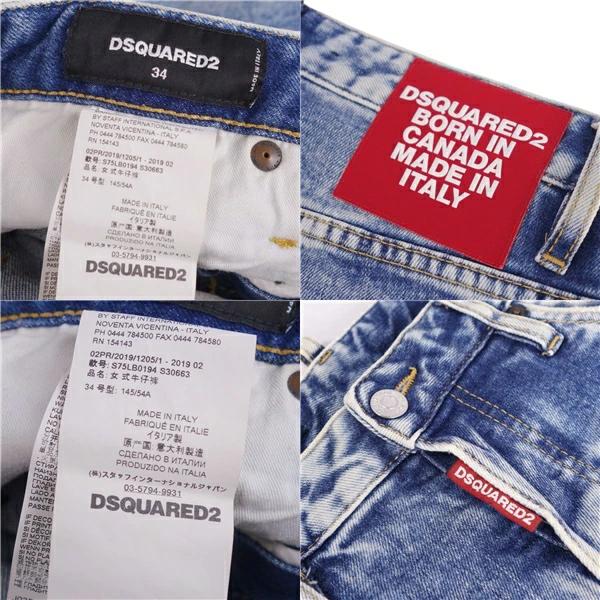 DSQUARED2
34
MADE IN ITALY
BY STAFF INTERNATIONAL S.P.A.
NOVENTA VICENTINA - ITALY
PH 0444 784500 FAX 0444 784580
RN 154143
02PR/2019/1205/1 - 2019 02
款号: S75LB0194 S30663
品名: 女式牛仔裤
34 号型: 145/54A
MADE IN ITALY
FABRIQUÉ EN ITALIE
イタリア製
原产国 意大利制造
СДЕЛАНО В ИТАЛИИ
PRODUZIDO NA ITALIA
(株)スタッフインターナショナルジャパン
03-5794-9931
DSQUARED2
DSQUARED2
BORN IN
CANADA
MADE IN
ITALY
BY STAFF INTERNATIONAL S.P.A.
NOVENTA VICENTINA - ITALY
PH 0444 784500 FAX 0444 784580
RN 154143
02PR/2019/1205/1 - 2019 02
款号: S75LB0194 S30663
品名: 女式牛仔裤
34 号型: 145/54A
MADE IN ITALY
FABRIQUÉ EN ITALIE
イタリア製
原产国 意大利制造
СДЕЛАНО В ИТАЛИИ
PRODUZIDO NA ITALIA
(株)スタッフインターナショナルジャパン
03-5794-9931
DSQUARED2
DSQUARED2